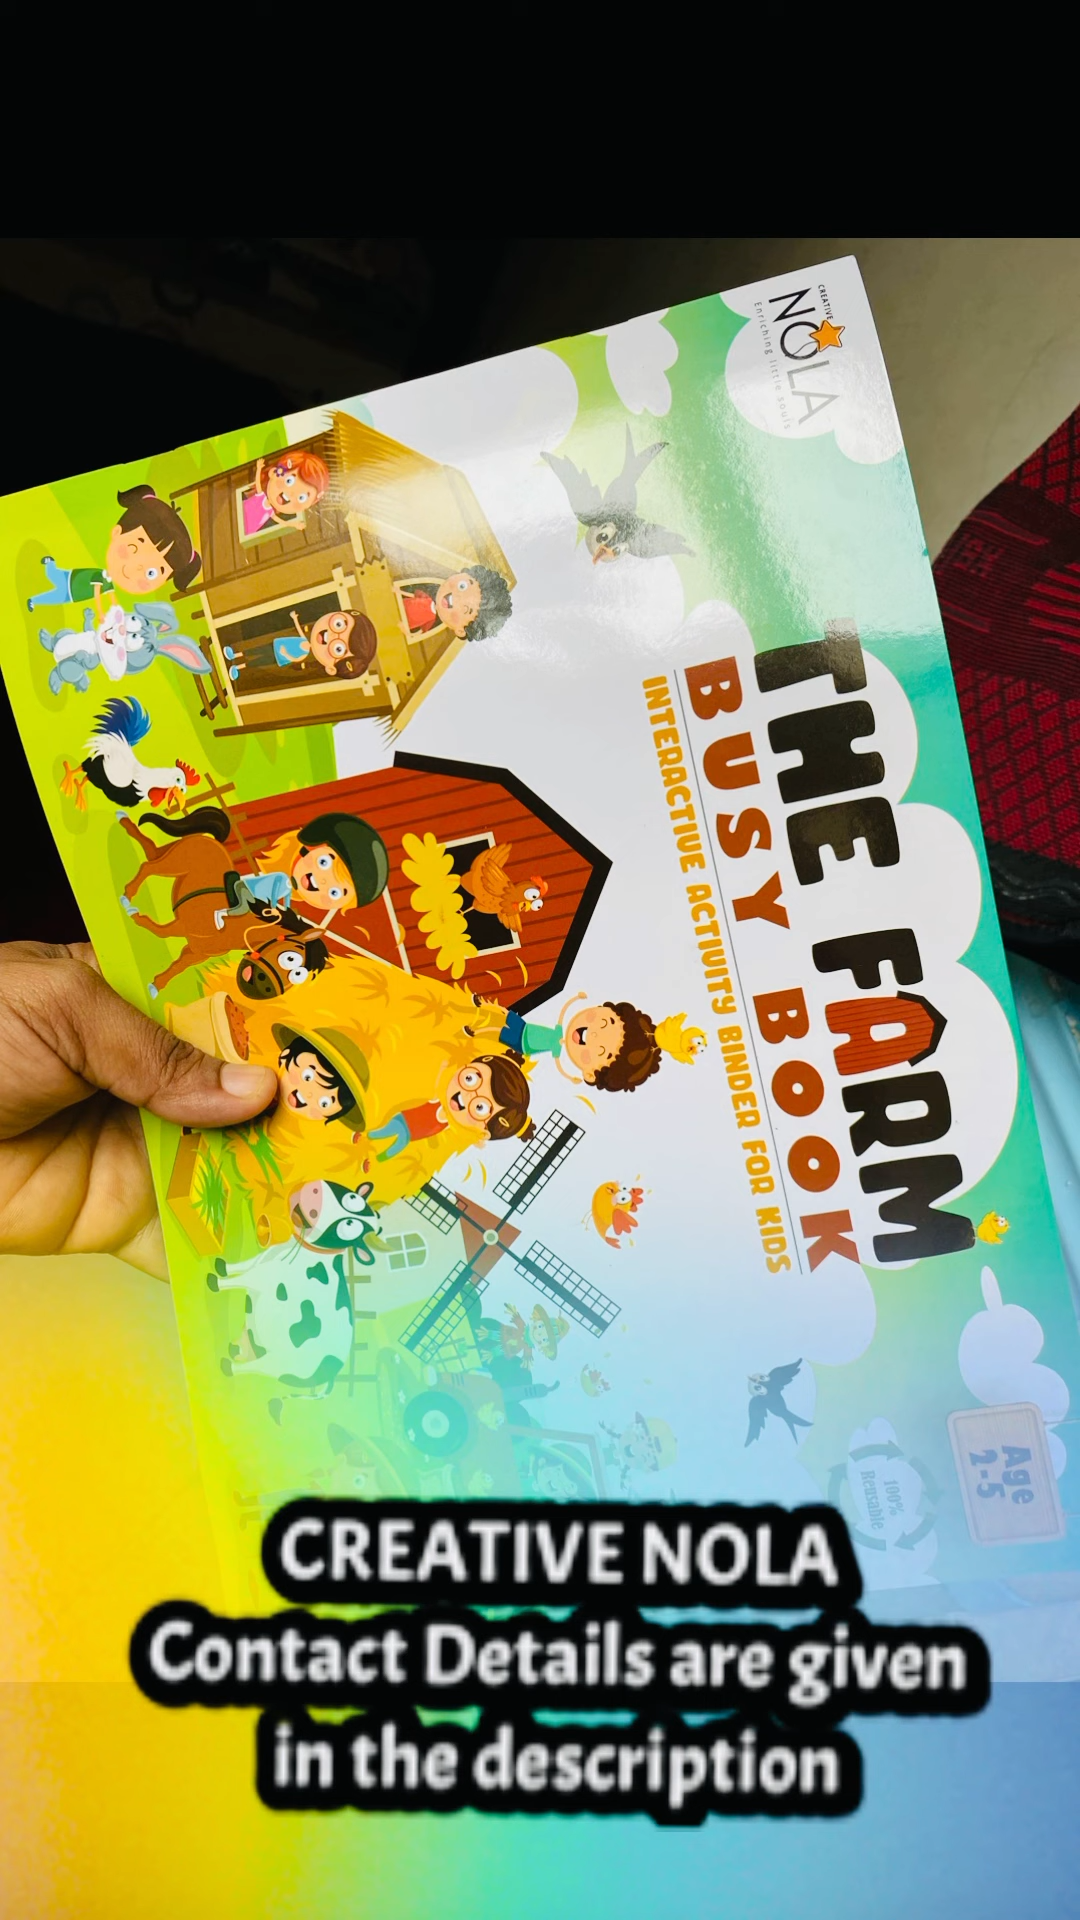 CREATIVE
NOLA
Enriching little souls
THE FARM
BUSY BOOK
INTERACTIVE ACTIVITY BINDER FOR KIDS
100%
Reusable
Age
2-5
CREATIVE NOLA
Contact Details are given
in the description